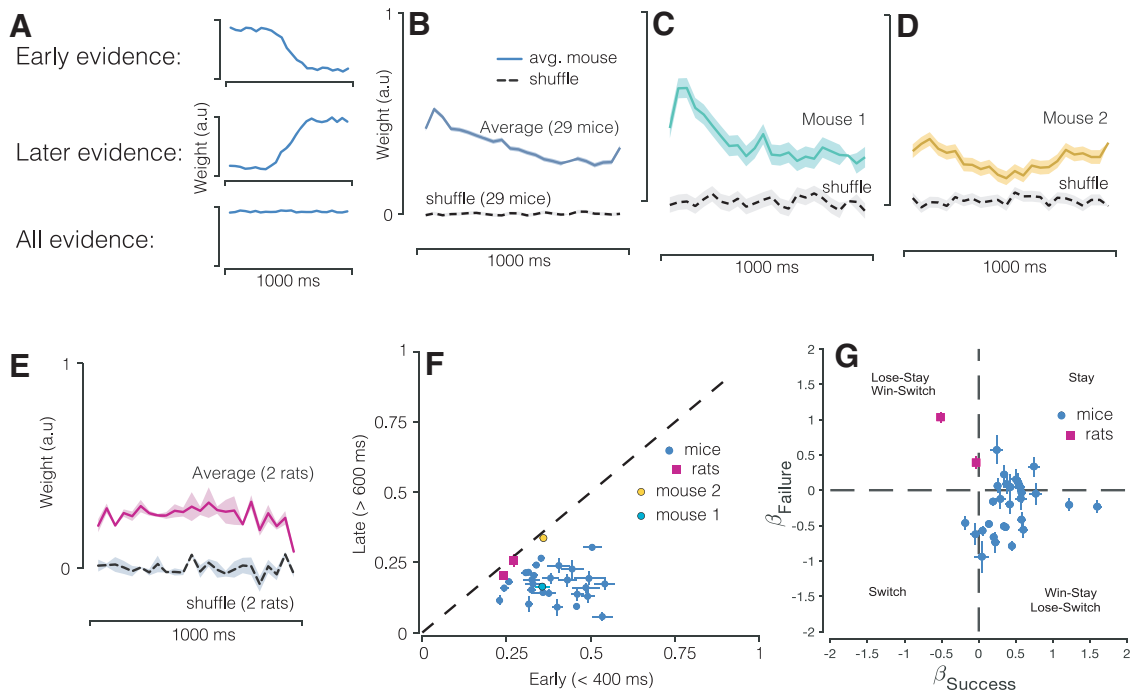 A
Early evidence:
Later evidence:
All evidence:
Weight (a.u)
1000 ms
B
Weight (a.u)
1
0
avg. mouse
shuffle
Average (29 mice)
shuffle (29 mice)
1000 ms
C
Mouse 1
shuffle
1000 ms
D
Mouse 2
shuffle
1000 ms
E
Weight (a.u)
1
0
Average (2 rats)
shuffle (2 rats)
1000 ms
F
Late (> 600 ms)
1
0.75
0.5
0.25
0
mice
rats
mouse 2
mouse 1
0
0.25
0.50
0.75
1
Early (< 400 ms)
G
βFailure
2
1.5
1
0.5
0
-0.5
-1
-1.5
-2
Lose-Stay
Win-Switch
Stay
mice
rats
Switch
Win-Stay
Lose-Switch
-2
-1.5
-1
-0.5
0
0.5
1
1.5
2
βSuccess